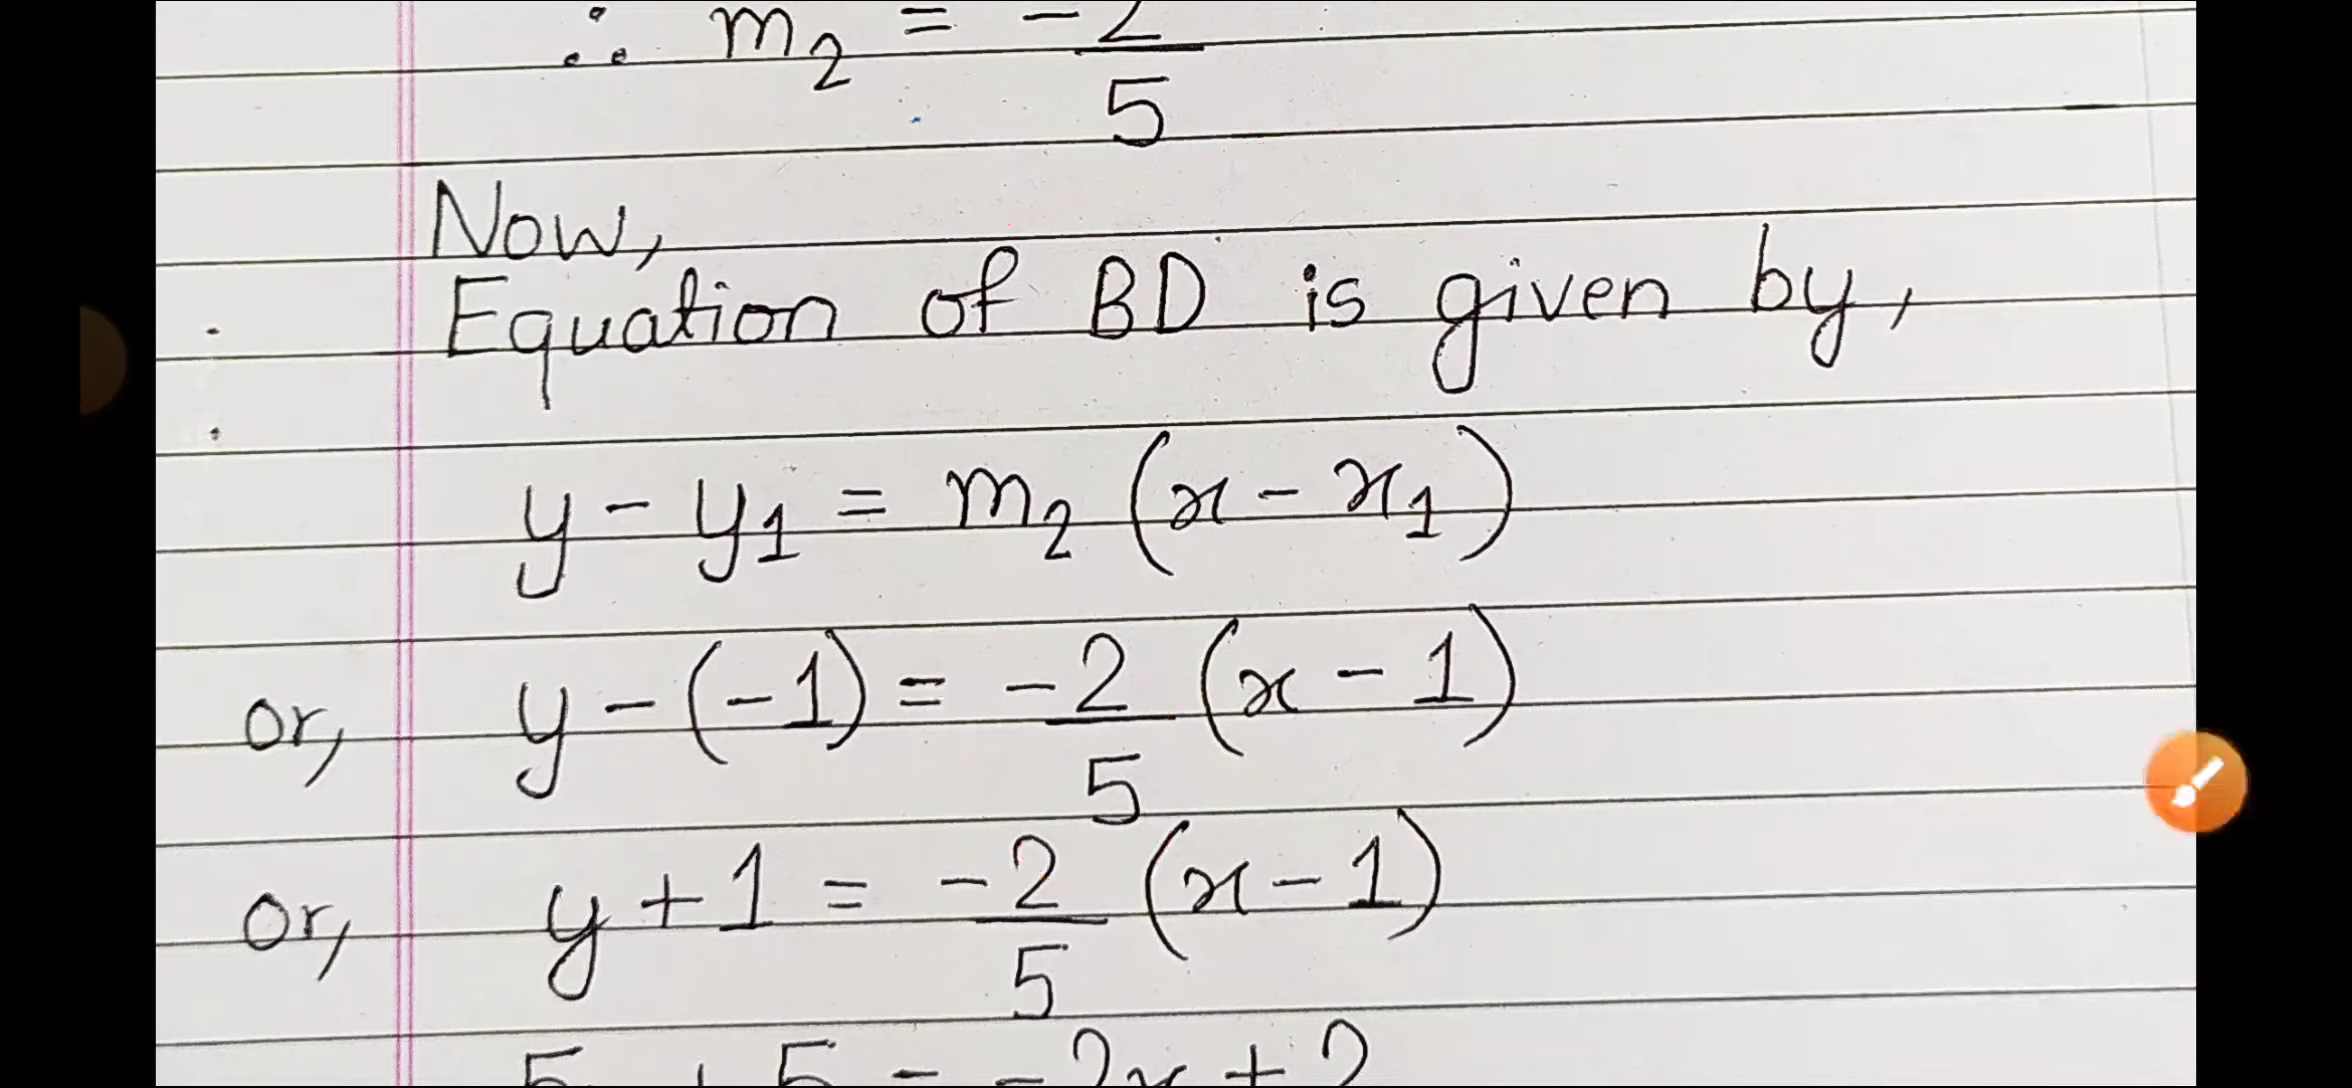 ∴ m₂ = -2/5
Now,
Equation of BD is given by,
y - y₁ = m₂ (x - x₁)
or, y - (-1) = -2/5 (x - 1)
or, y + 1 = -2/5 (x - 1)